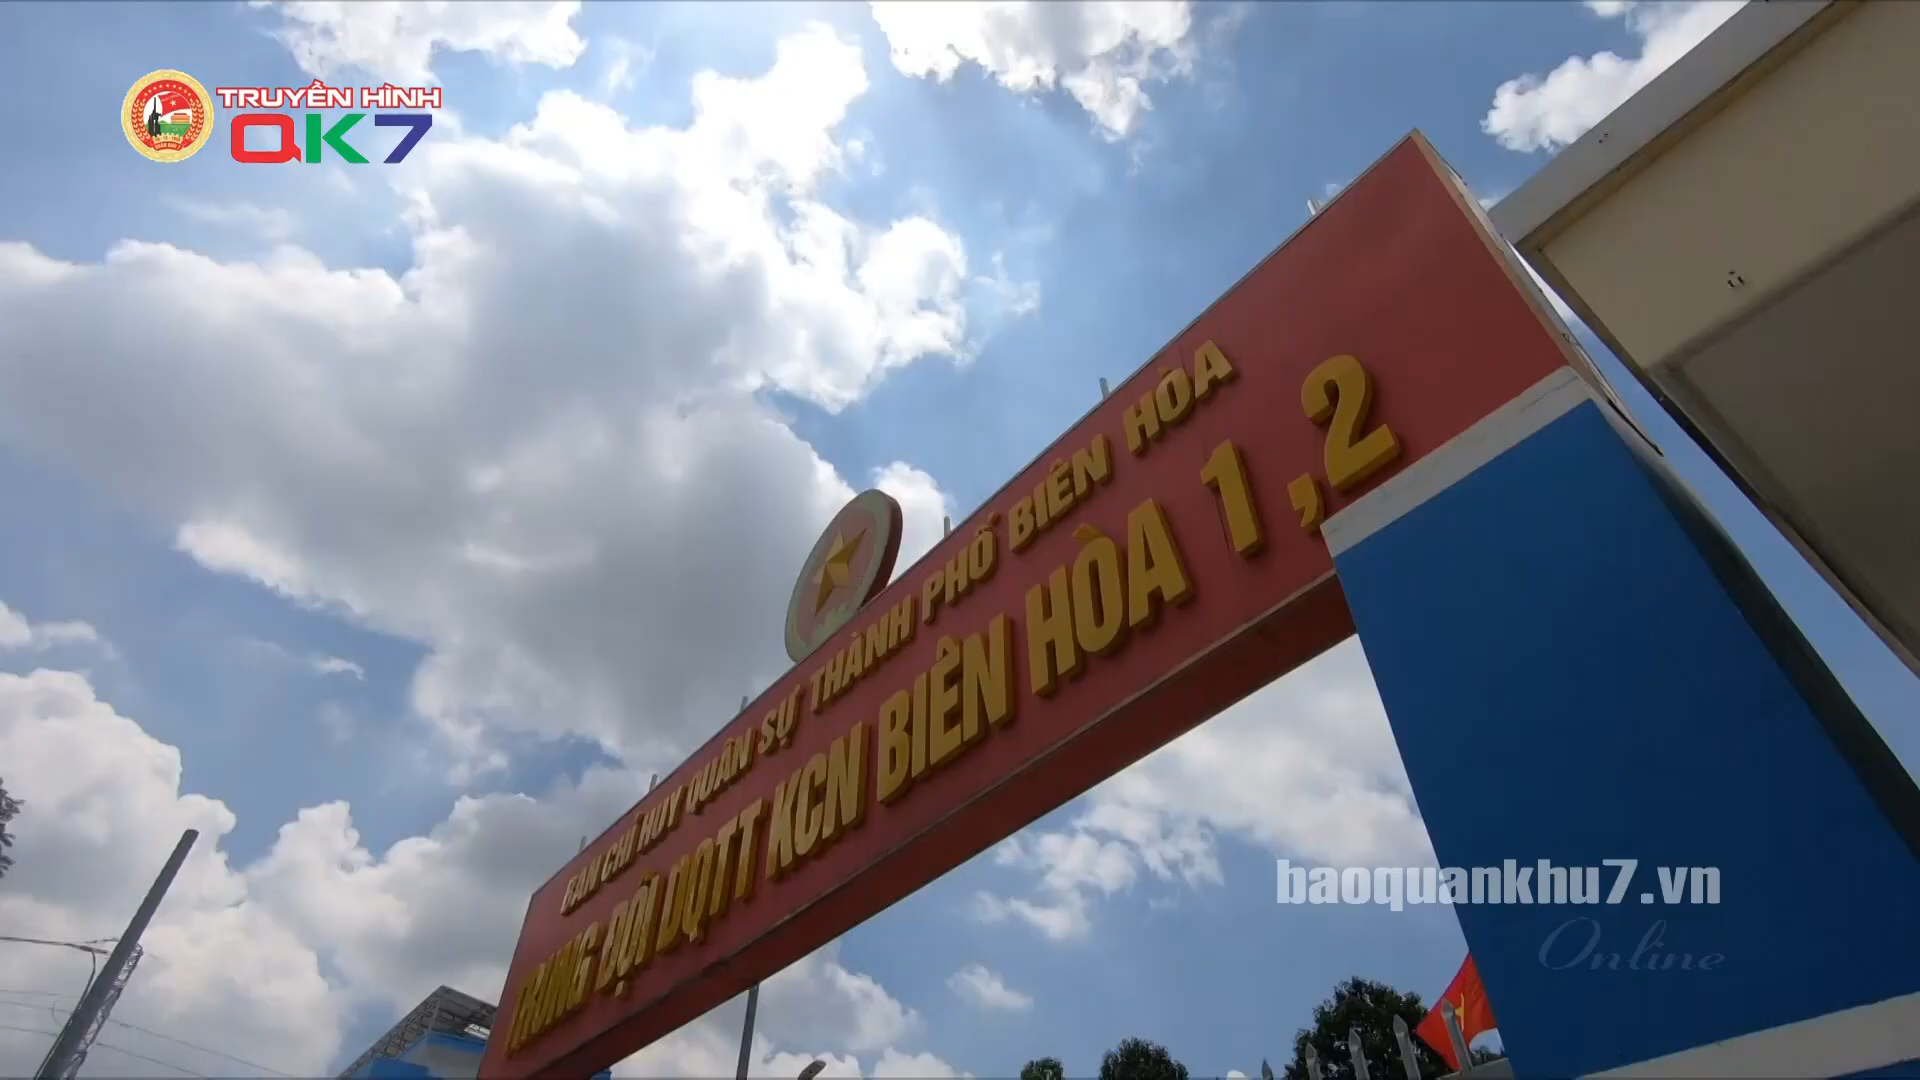 TRUYỀN HÌNH
QK7
BAN CHỈ HUY QUÂN SỰ THÀNH PHỐ BIÊN HÒA
TRUNG ĐỘI DQTT KCN BIÊN HÒA 1,2
baoquankhu7.vn
Online